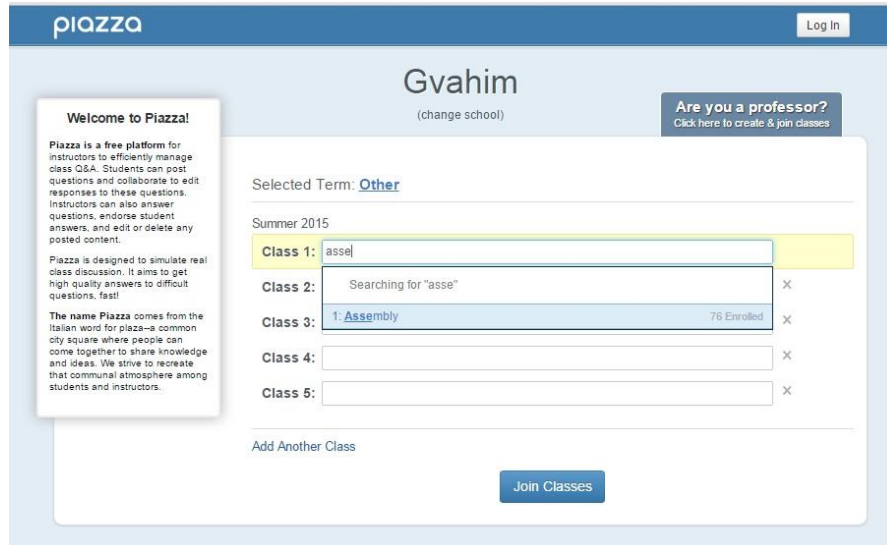 piazza
Log In
Gvahim
(change school)
Are you a professor?
Click here to create & join classes
Welcome to Piazza!
Piazza is a free platform for
instructors to efficiently manage
class Q&A. Students can post
questions and collaborate to edit
responses to these questions.
Instructors can also answer
questions, endorse student
answers, and edit or delete any
posted content.
Piazza is designed to simulate real
class discussion. It aims to get
high quality answers to difficult
questions, fast!
The name Piazza comes from the
Italian word for plaza--a common
city square where people can
come together to share knowledge
and ideas. We strive to recreate
that communal atmosphere among
students and instructors.
Selected Term: Other
Summer 2015
Class 1: asse
Searching for "asse"
1: Assembly 76 Enrolled
Class 2:
Class 3:
Class 4:
Class 5:
Add Another Class
Join Classes